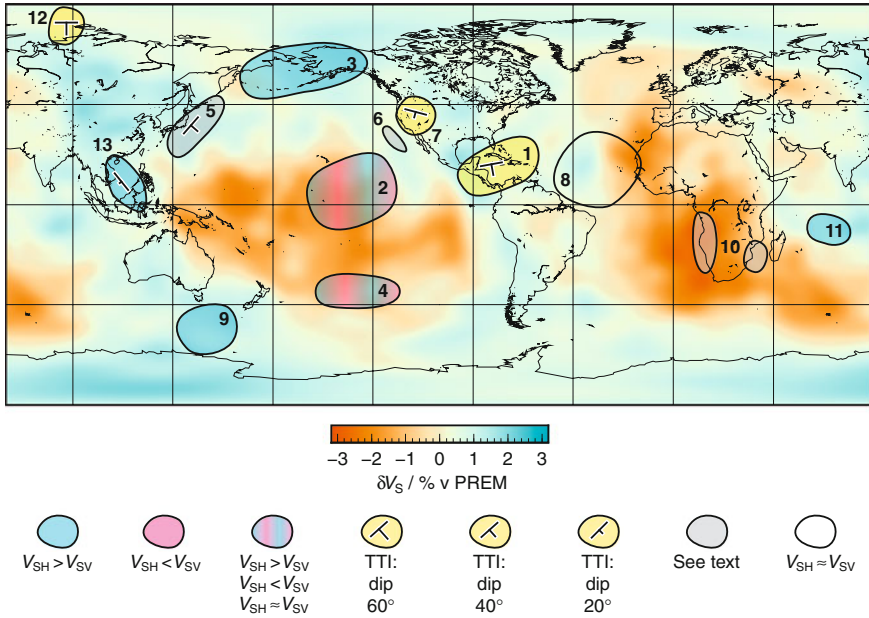 12
3
5
6
7
13
1
2
8
11
10
4
9
−3 −2 −1 0 1 2 3
δVS / % v PREM
VSH > VSV
VSH < VSV
VSH > VSV
VSH < VSV
VSH ≈ VSV
TTI:
dip
60°
TTI:
dip
40°
TTI:
dip
20°
See text
VSH ≈ VSV